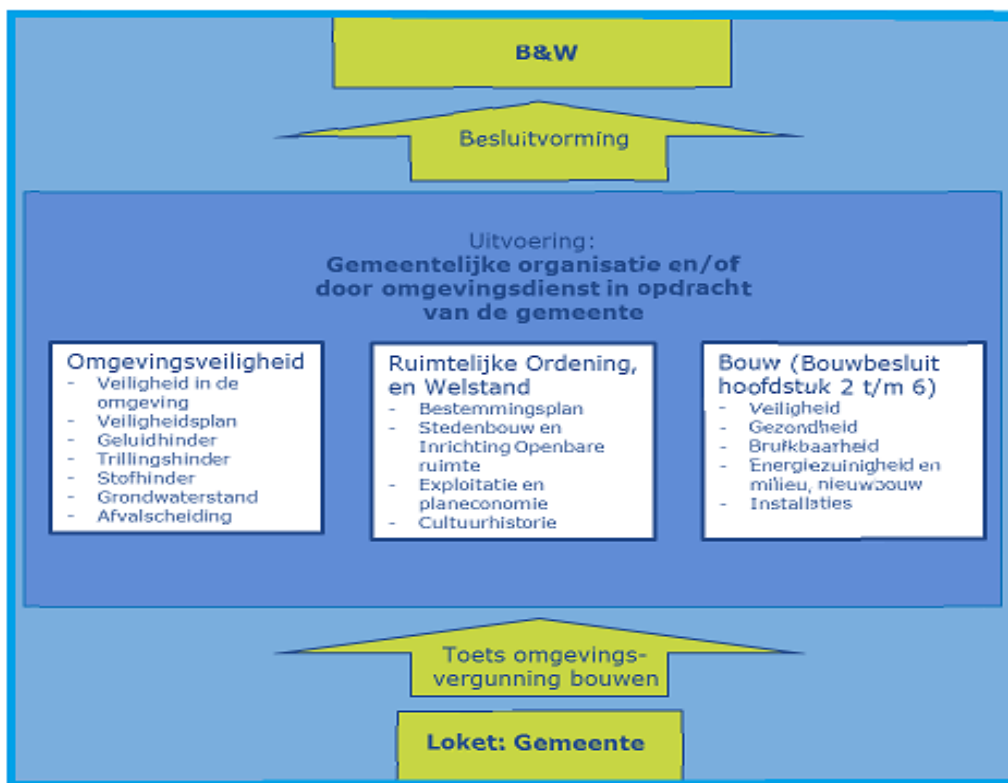 B&W
Besluitvorming
Uitvoering:
Gemeentelijke organisatie en/of
door omgevingsdienst in opdracht
van de gemeente
Omgevingsveiligheid
- Veiligheid in de
omgeving
- Veiligheidsplan
- Geluidhinder
- Trillingshinder
- Stofhinder
- Grondwaterstand
- Afvalscheiding
Ruimtelijke Ordening,
en Welstand
- Bestemmingsplan
- Stedenbouw en
Inrichting Openbare
ruimte
- Exploitatie en
planeconomie
- Cultuurhistorie
Bouw (Bouwbesluit
hoofdstuk 2 t/m 6)
- Veiligheid
- Gezondheid
- Bruikbaarheid
- Energiezuinigheid en
milieu, nieuwbouw
- Installaties
Toets omgevings-
vergunning bouwen
Loket: Gemeente